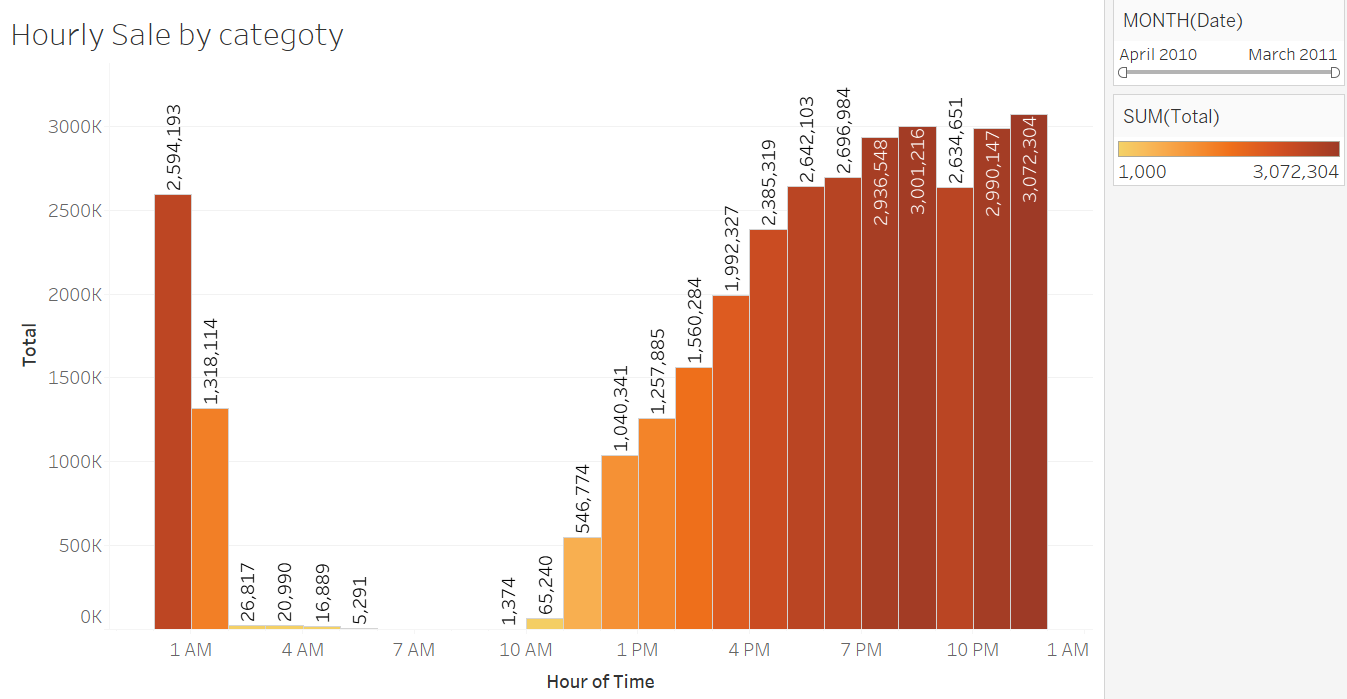 Hourly Sale by categoty
3000K
2500K
2000K
1500K
1000K
500K
0K
Total
2,594,193
1,318,114
26,817
20,990
16,889
5,291
1,374
65,240
546,774
1,040,341
1,257,885
1,560,284
1,992,327
2,385,319
2,642,103
2,696,984
2,936,548
3,001,216
2,634,651
2,990,147
3,072,304
1 AM 4 AM 7 AM 10 AM 1 PM 4 PM 7 PM 10 PM 1 AM
Hour of Time
MONTH(Date)
April 2010 March 2011
SUM(Total)
1,000 3,072,304